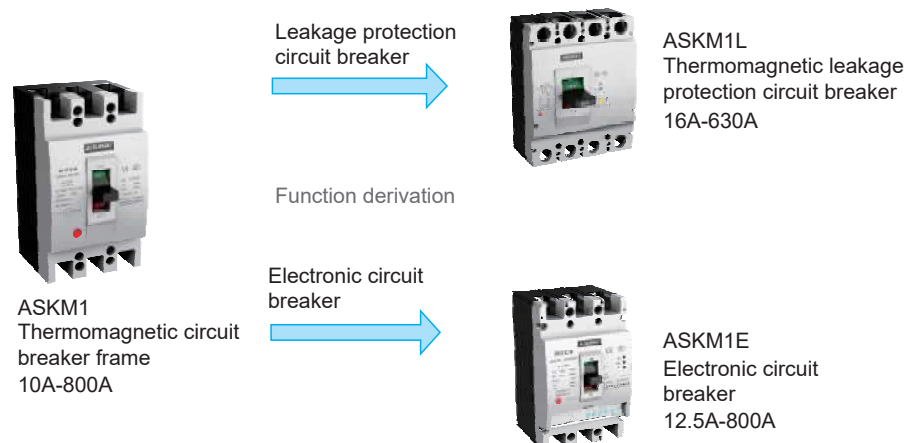 Leakage protection
circuit breaker
ASKM1L
Thermomagnetic leakage
protection circuit breaker
16A-630A
Function derivation
ASKM1
Thermomagnetic circuit
breaker frame
10A-800A
Electronic circuit
breaker
ASKM1E
Electronic circuit
breaker
12.5A-800A